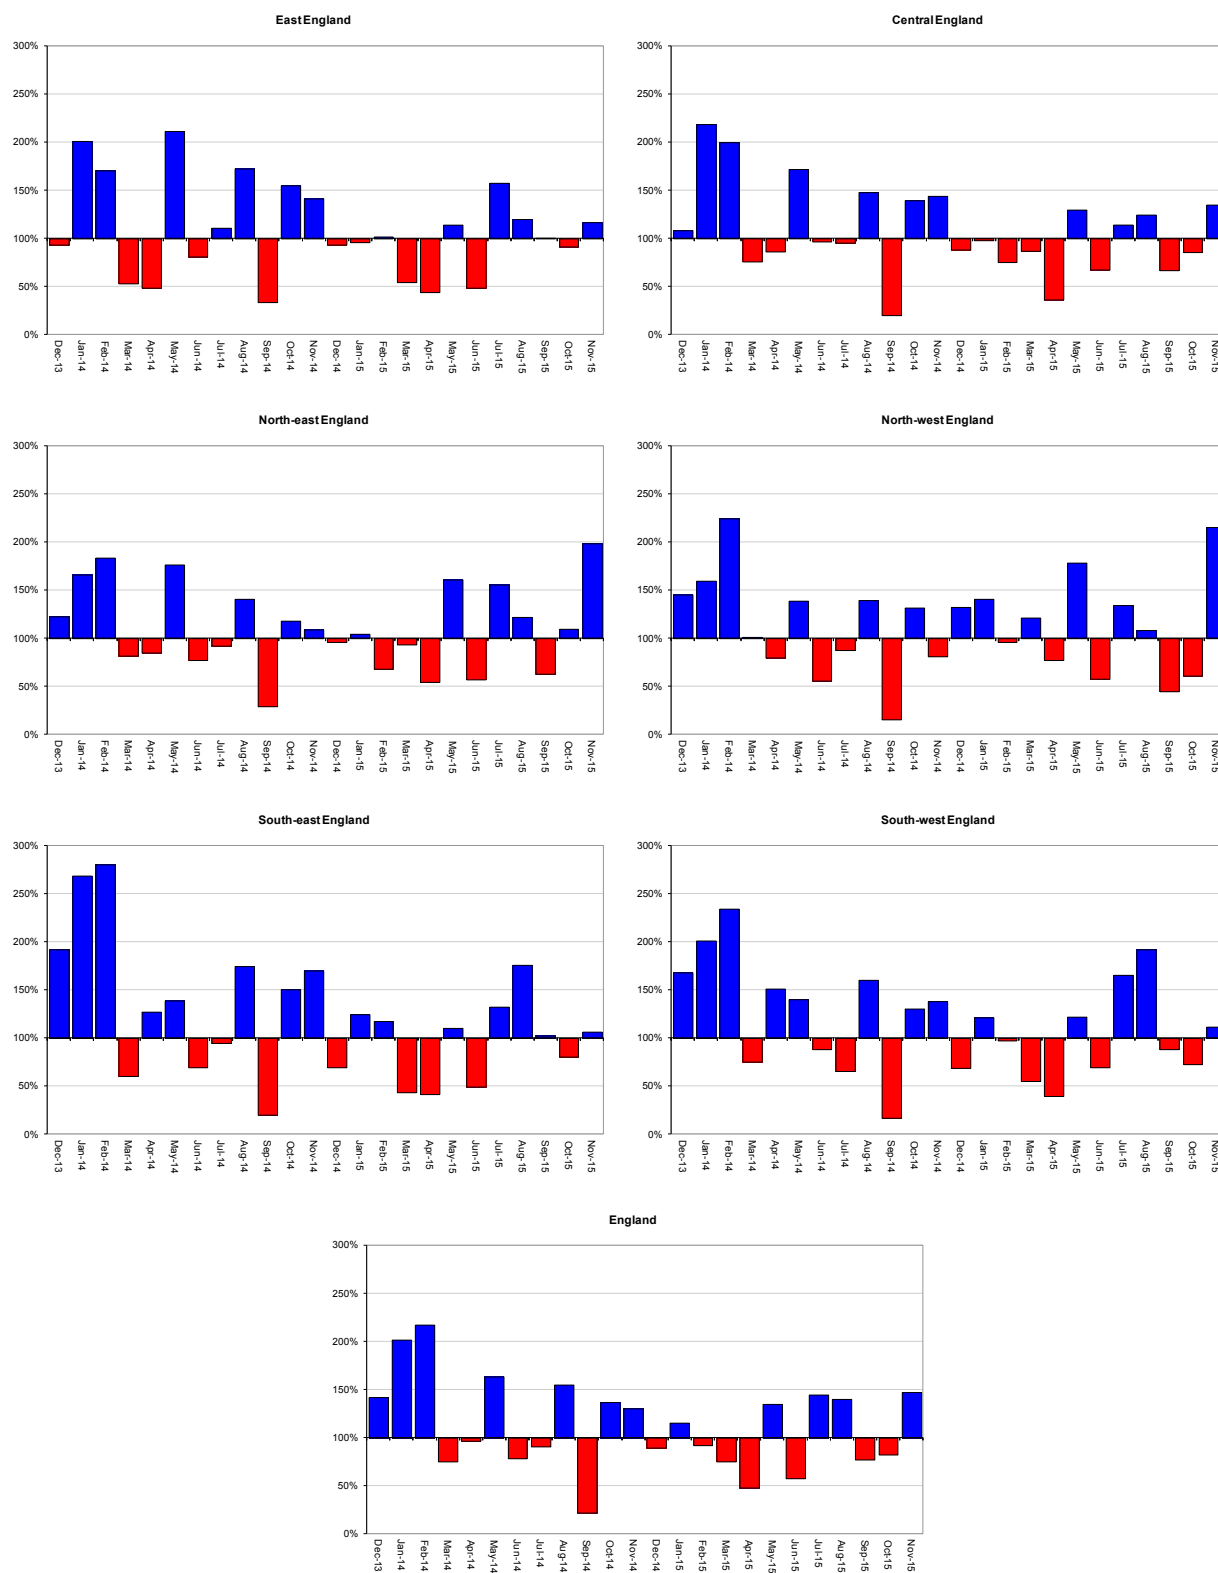 East England
300%
250%
200%
150%
100%
50%
0%
Dec-13
Jan-14
Feb-14
Mar-14
Apr-14
May-14
Jun-14
Jul-14
Aug-14
Sep-14
Oct-14
Nov-14
Dec-14
Jan-15
Feb-15
Mar-15
Apr-15
May-15
Jun-15
Jul-15
Aug-15
Sep-15
Oct-15
Nov-15
Central England
300%
250%
200%
150%
100%
50%
0%
Dec-13
Jan-14
Feb-14
Mar-14
Apr-14
May-14
Jun-14
Jul-14
Aug-14
Sep-14
Oct-14
Nov-14
Dec-14
Jan-15
Feb-15
Mar-15
Apr-15
May-15
Jun-15
Jul-15
Aug-15
Sep-15
Oct-15
Nov-15
North-east England
300%
250%
200%
150%
100%
50%
0%
Dec-13
Jan-14
Feb-14
Mar-14
Apr-14
May-14
Jun-14
Jul-14
Aug-14
Sep-14
Oct-14
Nov-14
Dec-14
Jan-15
Feb-15
Mar-15
Apr-15
May-15
Jun-15
Jul-15
Aug-15
Sep-15
Oct-15
Nov-15
North-west England
300%
250%
200%
150%
100%
50%
0%
Dec-13
Jan-14
Feb-14
Mar-14
Apr-14
May-14
Jun-14
Jul-14
Aug-14
Sep-14
Oct-14
Nov-14
Dec-14
Jan-15
Feb-15
Mar-15
Apr-15
May-15
Jun-15
Jul-15
Aug-15
Sep-15
Oct-15
Nov-15
South-east England
300%
250%
200%
150%
100%
50%
0%
Dec-13
Jan-14
Feb-14
Mar-14
Apr-14
May-14
Jun-14
Jul-14
Aug-14
Sep-14
Oct-14
Nov-14
Dec-14
Jan-15
Feb-15
Mar-15
Apr-15
May-15
Jun-15
Jul-15
Aug-15
Sep-15
Oct-15
Nov-15
South-west England
300%
250%
200%
150%
100%
50%
0%
Dec-13
Jan-14
Feb-14
Mar-14
Apr-14
May-14
Jun-14
Jul-14
Aug-14
Sep-14
Oct-14
Nov-14
Dec-14
Jan-15
Feb-15
Mar-15
Apr-15
May-15
Jun-15
Jul-15
Aug-15
Sep-15
Oct-15
Nov-15
England
300%
250%
200%
150%
100%
50%
0%
Dec-13
Jan-14
Feb-14
Mar-14
Apr-14
May-14
Jun-14
Jul-14
Aug-14
Sep-14
Oct-14
Nov-14
Dec-14
Jan-15
Feb-15
Mar-15
Apr-15
May-15
Jun-15
Jul-15
Aug-15
Sep-15
Oct-15
Nov-15